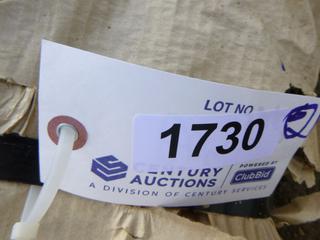 LOT NO.
1730
CENTURY
AUCTIONS
POWERED BY
ClubBid
A DIVISION OF CENTURY SERVICES